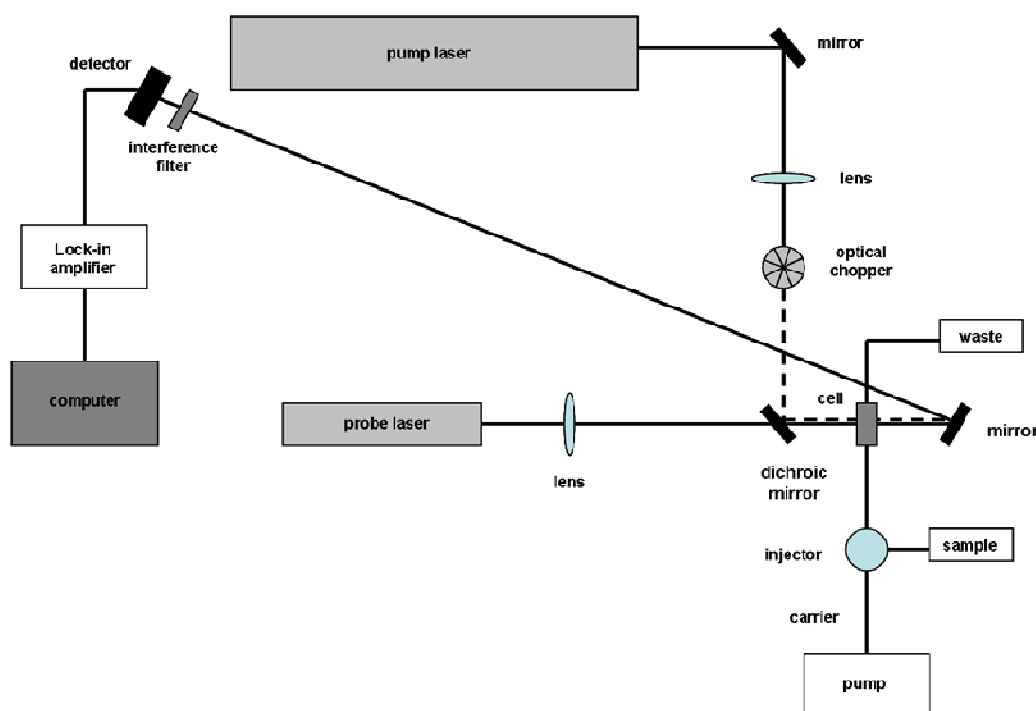 pump laser
mirror
detector
interference
filter
lens
optical
chopper
Lock-in
amplifier
waste
computer
probe laser
cell
mirror
lens
dichroic
mirror
injector
sample
carrier
pump